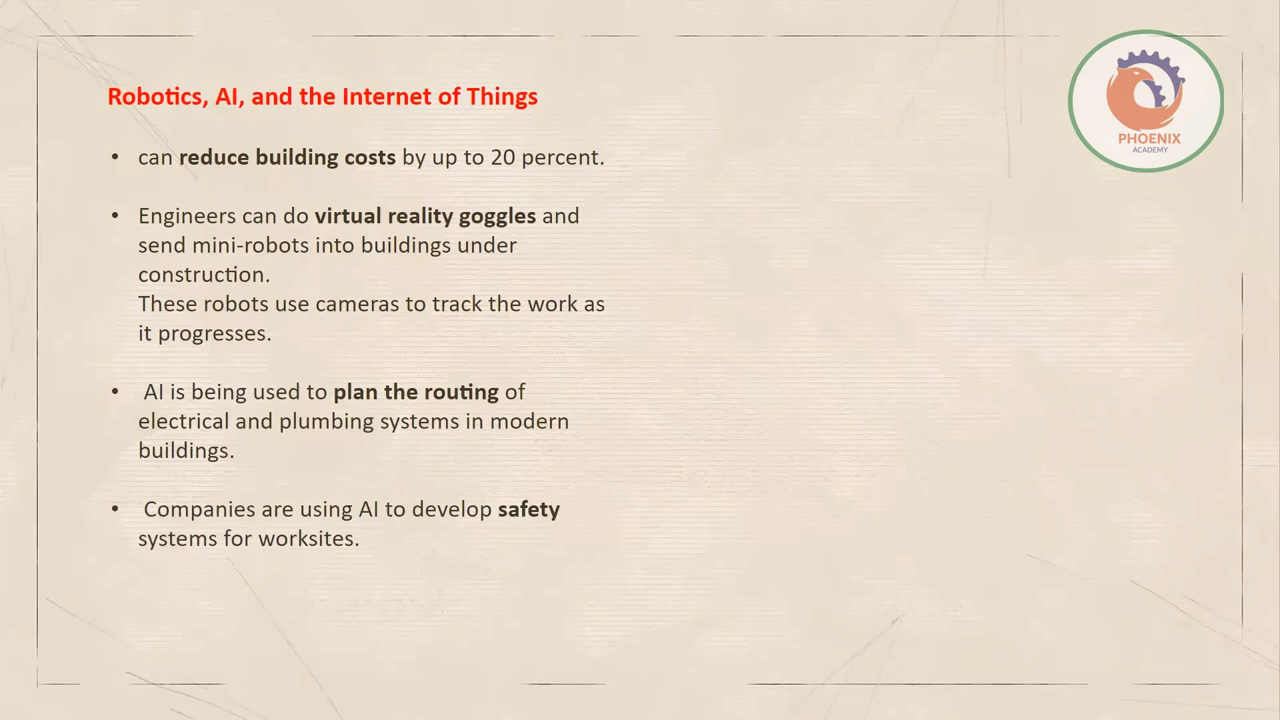 Robotics, AI, and the Internet of Things
PHOENIX
ACADEMY
• can reduce building costs by up to 20 percent.
• Engineers can do virtual reality goggles and
send mini-robots into buildings under
construction.
These robots use cameras to track the work as
it progresses.
• AI is being used to plan the routing of
electrical and plumbing systems in modern
buildings.
• Companies are using AI to develop safety
systems for worksites.